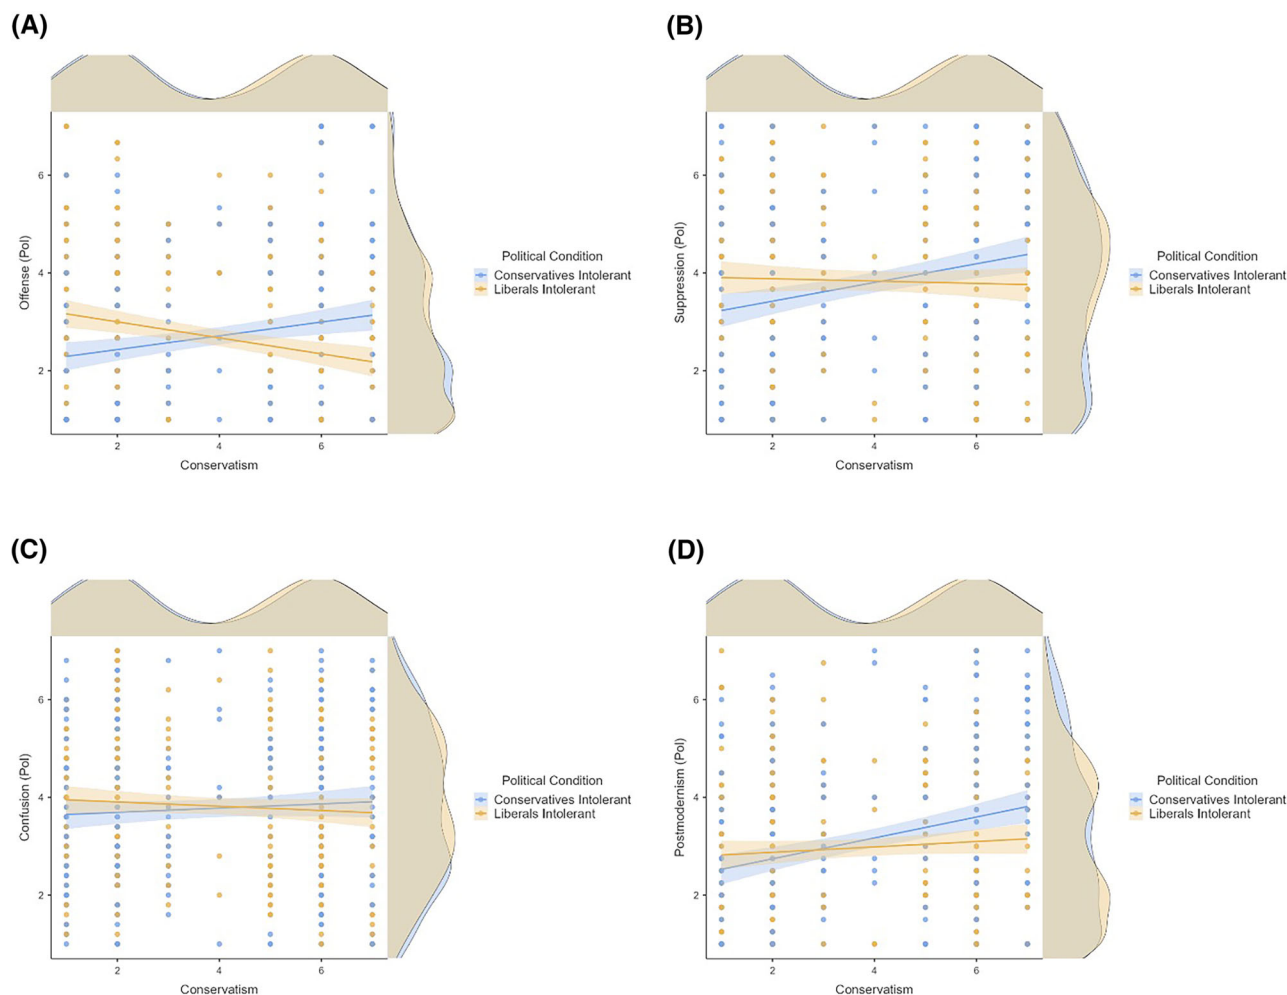 (A)
(B)
6
4
2
Offense (Pol)
2
4
6
Conservatism
Political Condition
Conservatives Intolerant
Liberals Intolerant
6
4
2
Suppression (Pol)
2
4
6
Conservatism
Political Condition
Conservatives Intolerant
Liberals Intolerant
(C)
(D)
6
4
2
Confusion (Pol)
2
4
6
Conservatism
Political Condition
Conservatives Intolerant
Liberals Intolerant
6
4
2
Postmodernism (Pol)
2
4
6
Conservatism
Political Condition
Conservatives Intolerant
Liberals Intolerant